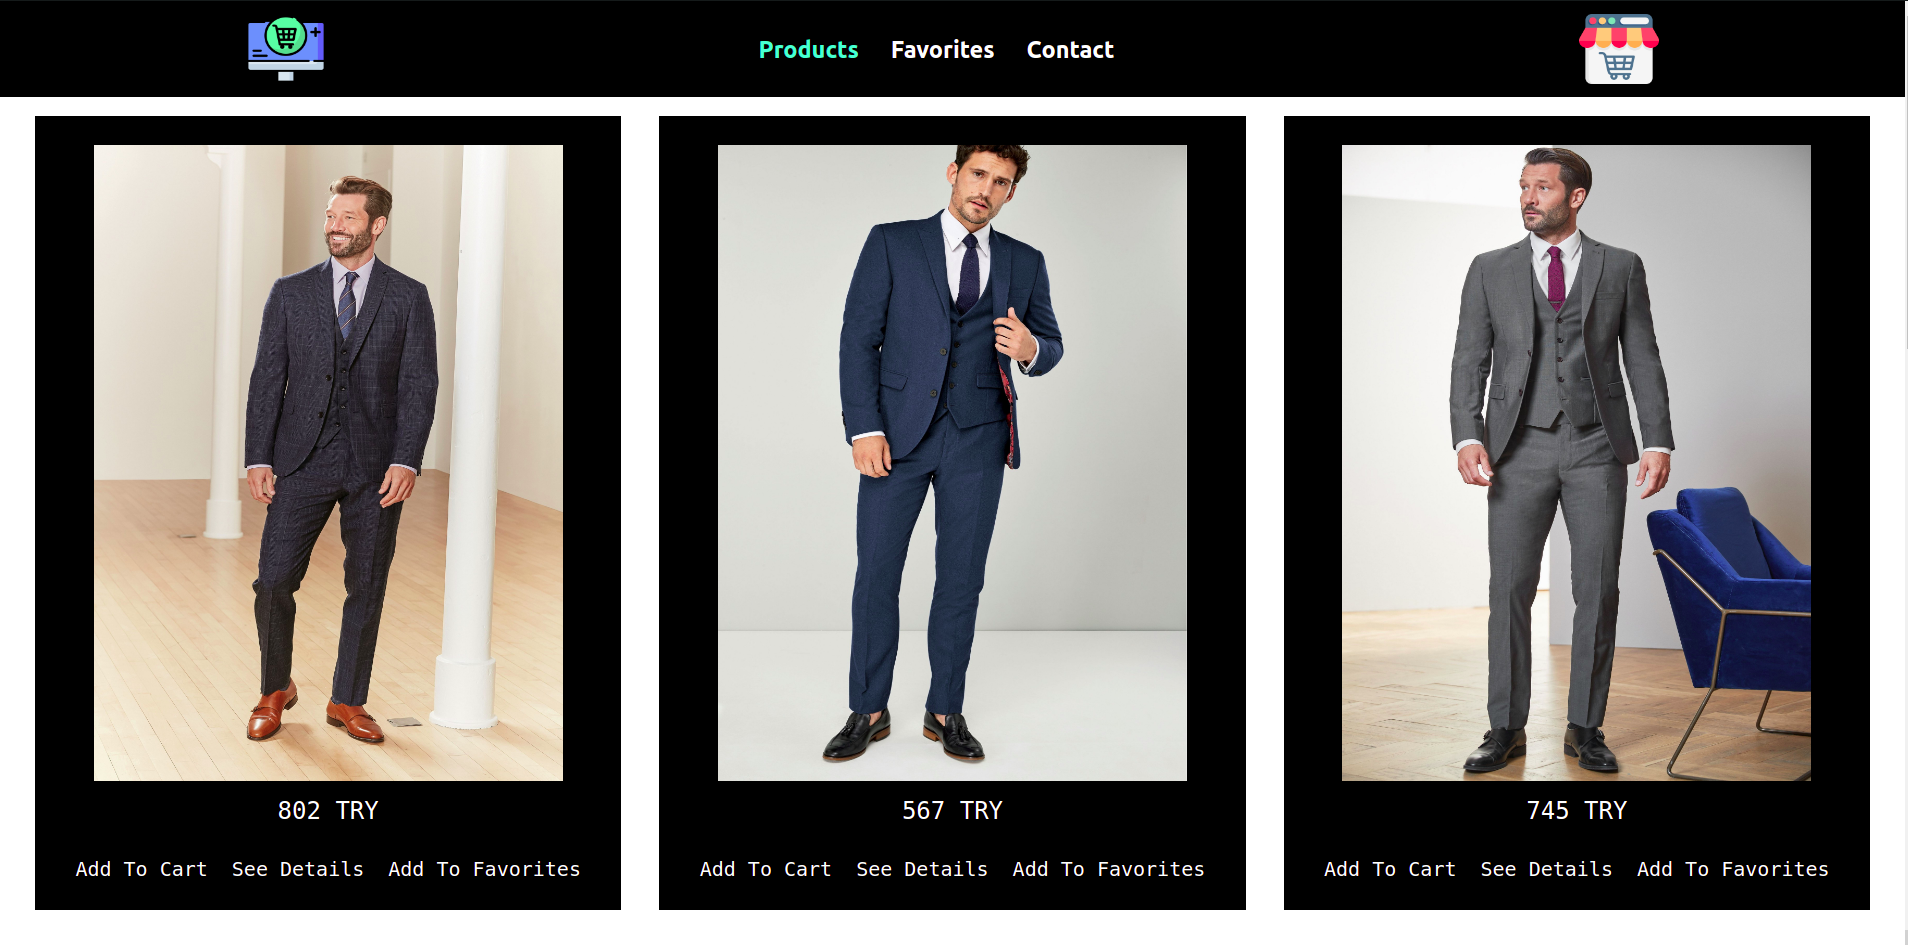 Products Favorites Contact
802 TRY
Add To Cart See Details Add To Favorites
567 TRY
Add To Cart See Details Add To Favorites
745 TRY
Add To Cart See Details Add To Favorites